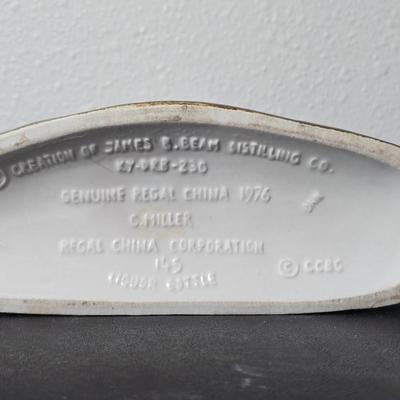 © CREATION OF JAMES B. BEAM DISTILLING CO.
KY-DRB-230
GENUINE REGAL CHINA 1976
C. MILLER
REGAL CHINA CORPORATION
145
LIQUOR BOTTLE
© CCBC